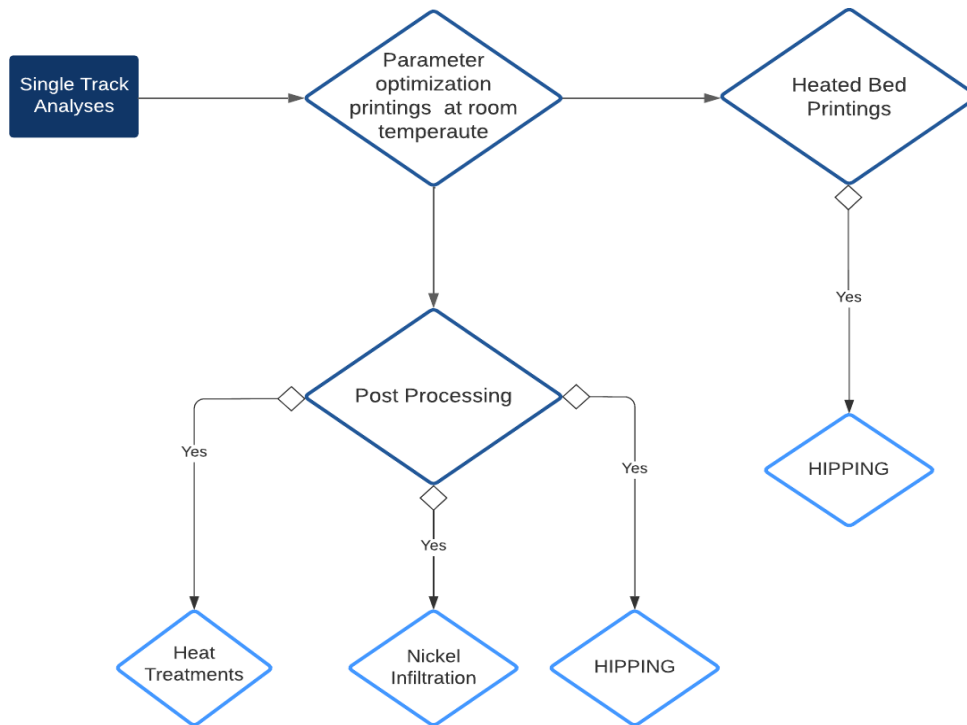 Single Track
Analyses
Parameter
optimization
printings at room
temperaute
Heated Bed
Printings
Yes
Post Processing
Yes
Yes
Yes
HIPPING
Heat
Treatments
Nickel
Infiltration
HIPPING